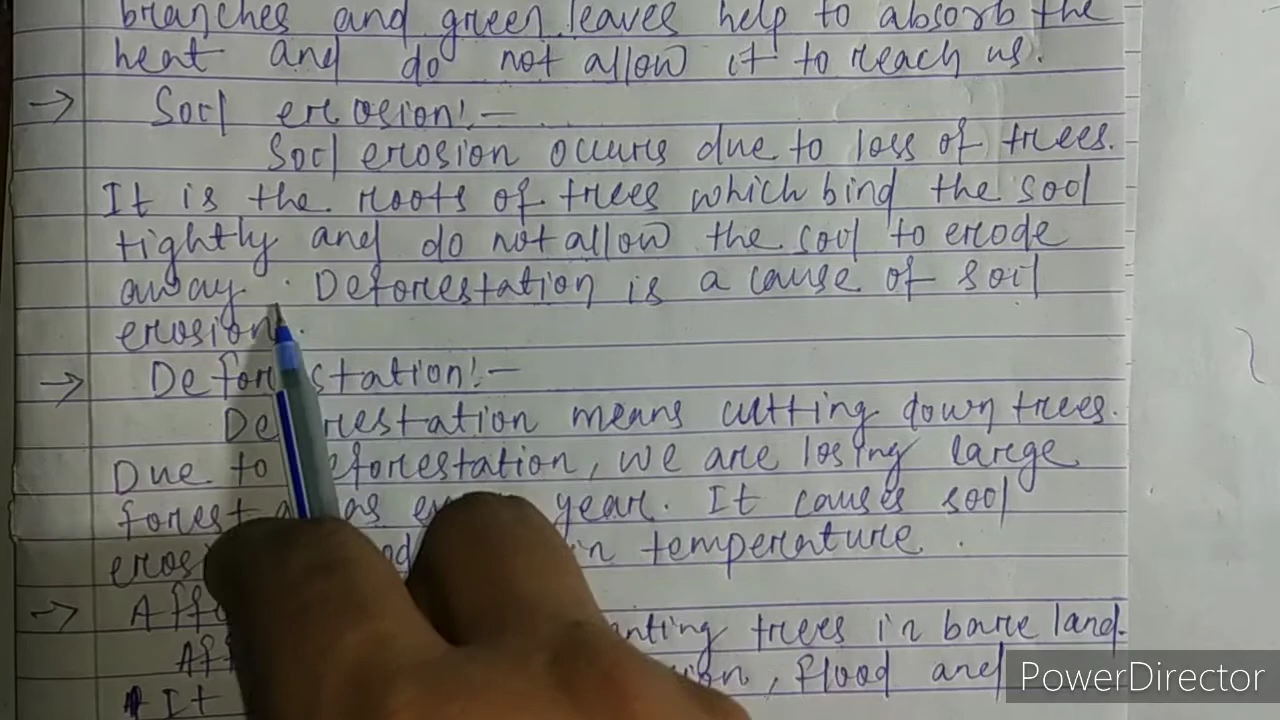 branches and green leaves help to absorb the
heat and do not allow it to reach us.
→ Soil erosion:-
Soil erosion occurs due to loss of trees.
It is the roots of trees which bind the soil
tightly and do not allow the soil to erode
away. Deforestation is a cause of soil
erosion.
→ Deforestation:-
Deforestation means cutting down trees.
Due to deforestation, we are losing large
forest year. It causes soil
in temperature.
→
trees in bare land.
, flood and
It
PowerDirector